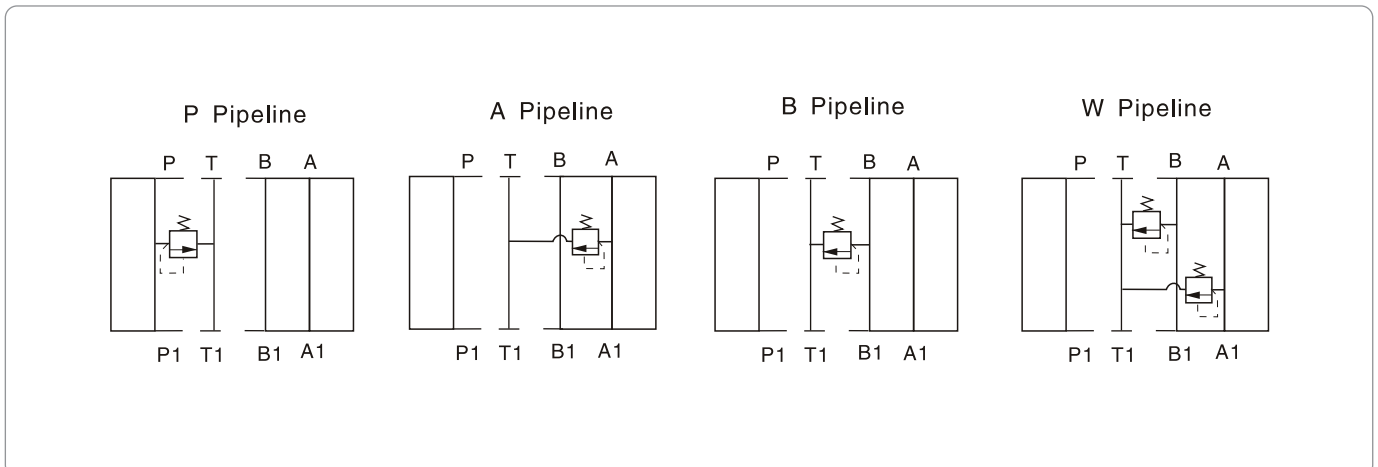 P Pipeline
P T B A
P1 T1 B1 A1
A Pipeline
P T B A
P1 T1 B1 A1
B Pipeline
P T B A
P1 T1 B1 A1
W Pipeline
P T B A
P1 T1 B1 A1